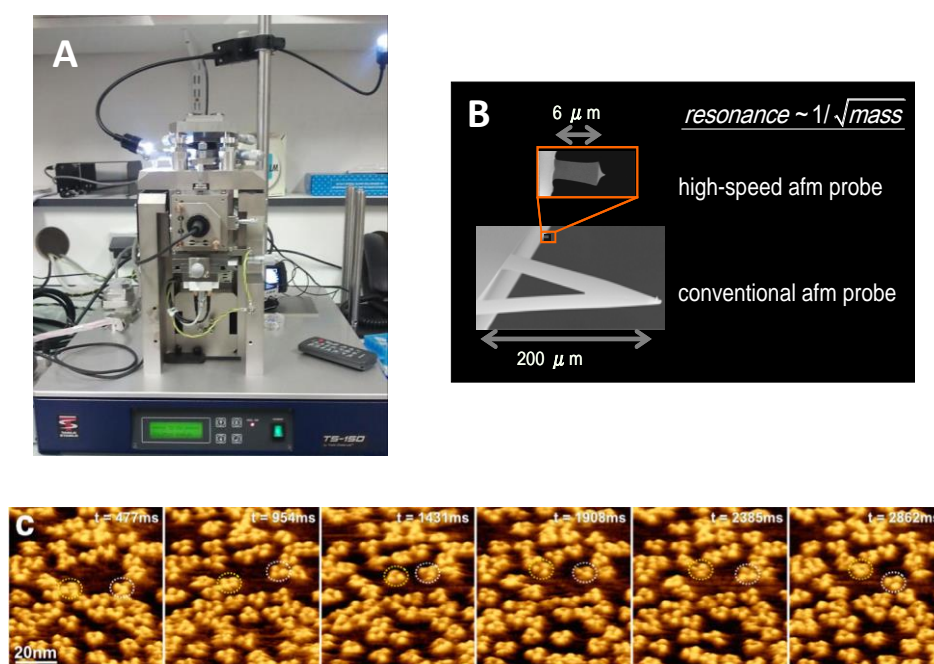 A
TS-150
B
6 μm
resonance ~ 1/√mass
high-speed afm probe
conventional afm probe
200 μm
C
t = 477ms
t = 954ms
t = 1431ms
t = 1908ms
t = 2385ms
t = 2862ms
20nm